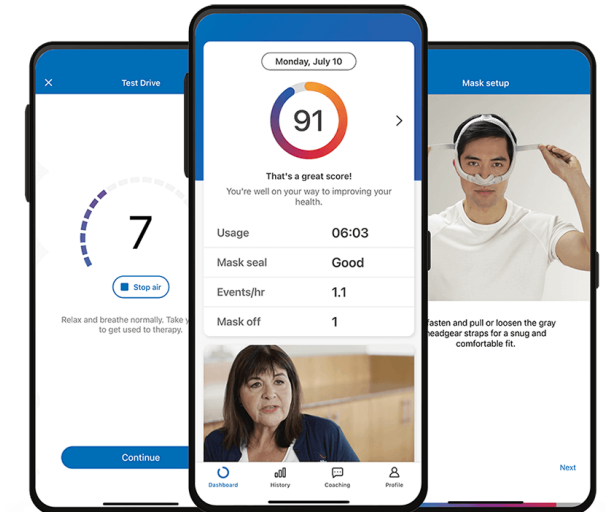 Test Drive
7
Stop air
Relax and breathe normally. Take
to get used to therapy.
Continue
Monday, July 10
91
That's a great score!
You're well on your way to improving your
health.
Usage 06:03
Mask seal Good
Events/hr 1.1
Mask off 1
Dashboard History Coaching Profile
Mask setup
fasten and pull or loosen the gray
headgear straps for a snug and
comfortable fit.
Next